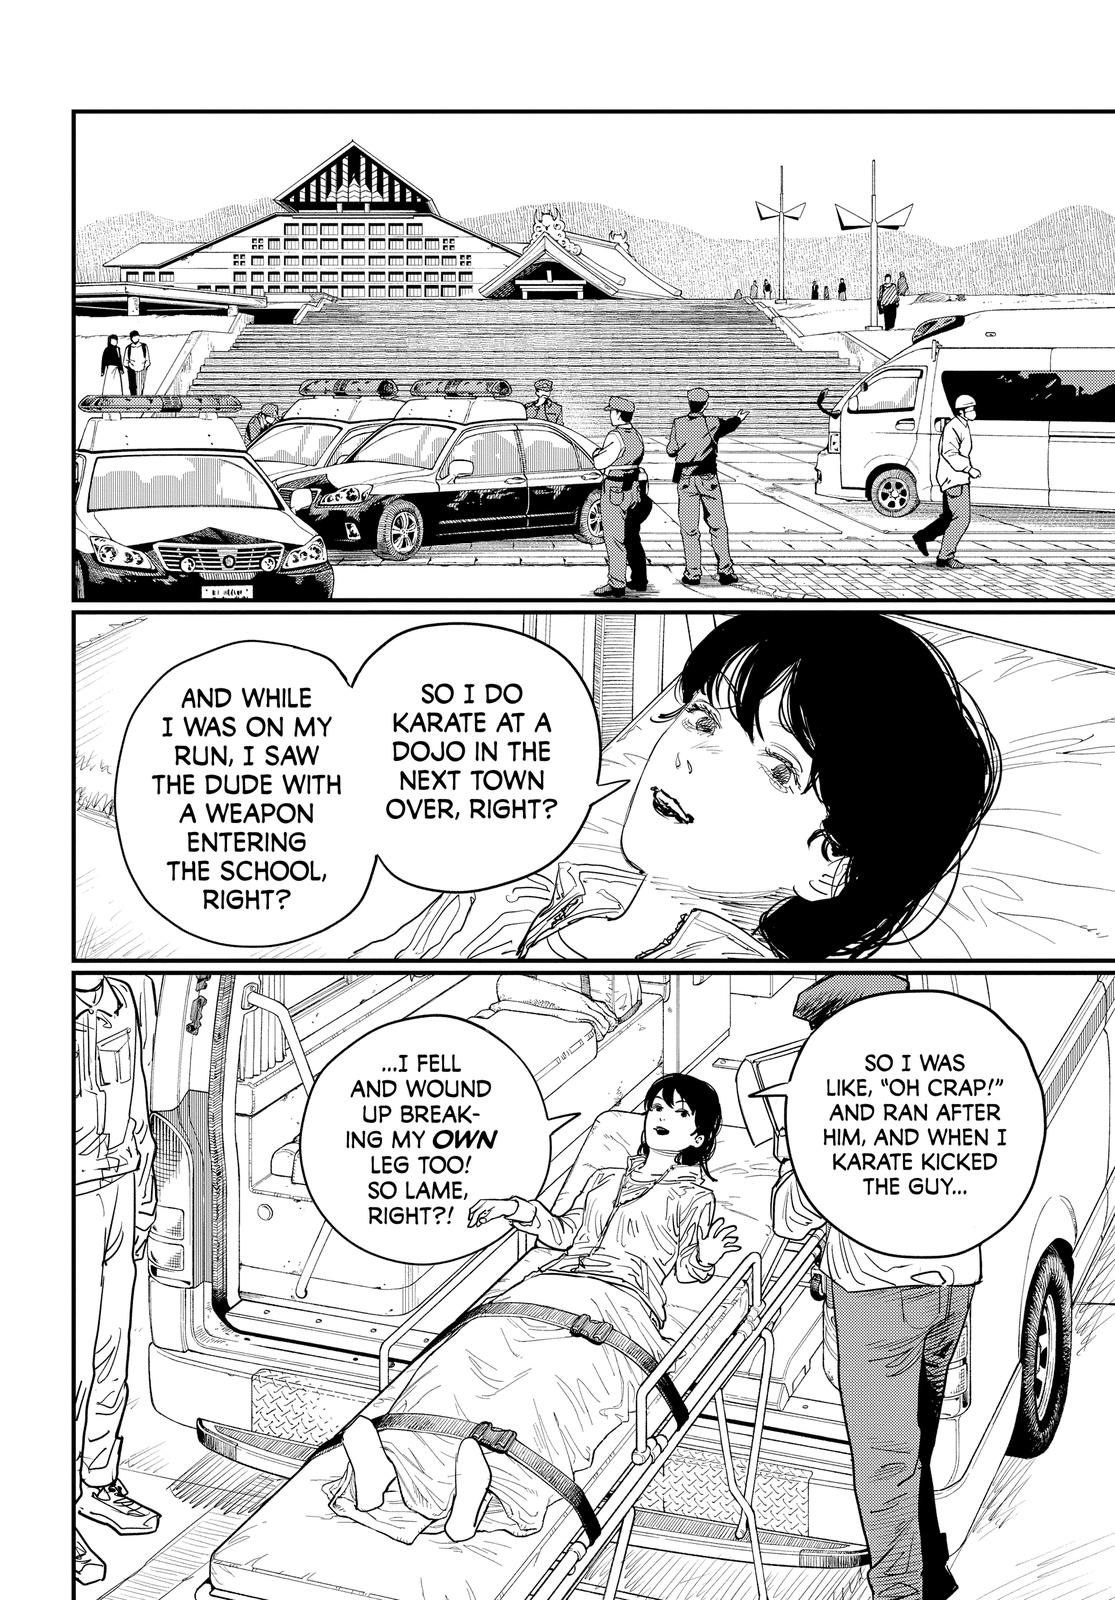 SO I DO
KARATE AT A
DOJO IN THE
NEXT TOWN
OVER, RIGHT?
AND WHILE
I WAS ON MY
RUN, I SAW
THE DUDE WITH
A WEAPON
ENTERING
THE SCHOOL,
RIGHT?
SO I WAS
LIKE, “OH CRAP!”
AND RAN AFTER
HIM, AND WHEN I
KARATE KICKED
THE GUY...
...I FELL
AND WOUND
UP BREAK-
ING MY OWN
LEG TOO!
SO LAME,
RIGHT?!